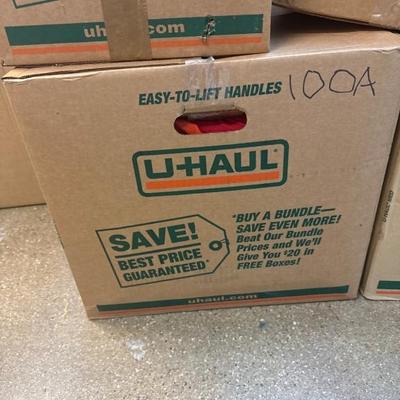 uhaul.com
EASY-TO-LIFT HANDLES
100A
U-HAUL®
SAVE!
BEST PRICE
GUARANTEED*
*BUY A BUNDLE—
SAVE EVEN MORE!
Beat Our Bundle
Prices and We'll
Give You $20 in
FREE Boxes!
uhaul.com